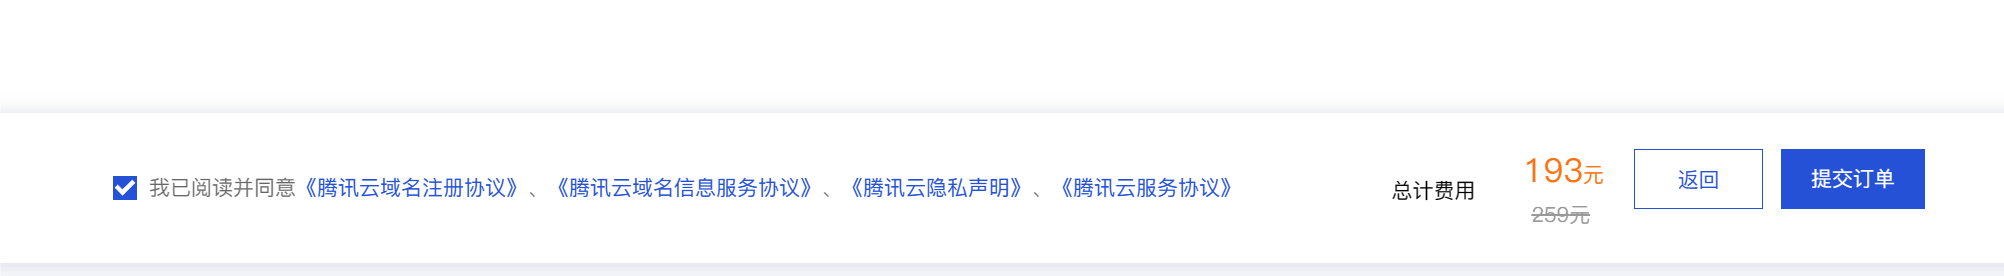 我已阅读并同意《腾讯云域名注册协议》、《腾讯云域名信息服务协议》、《腾讯云隐私声明》、《腾讯云服务协议》
总计费用
193元
259元
返回
提交订单